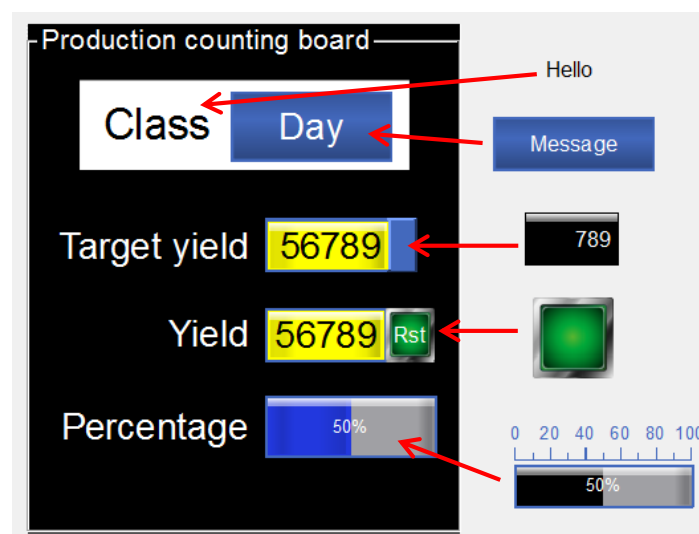 Production counting board
Hello
Class Day
Message
Target yield 56789
789
Yield 56789 Rst
Percentage 50%
0 20 40 60 80 100
50%